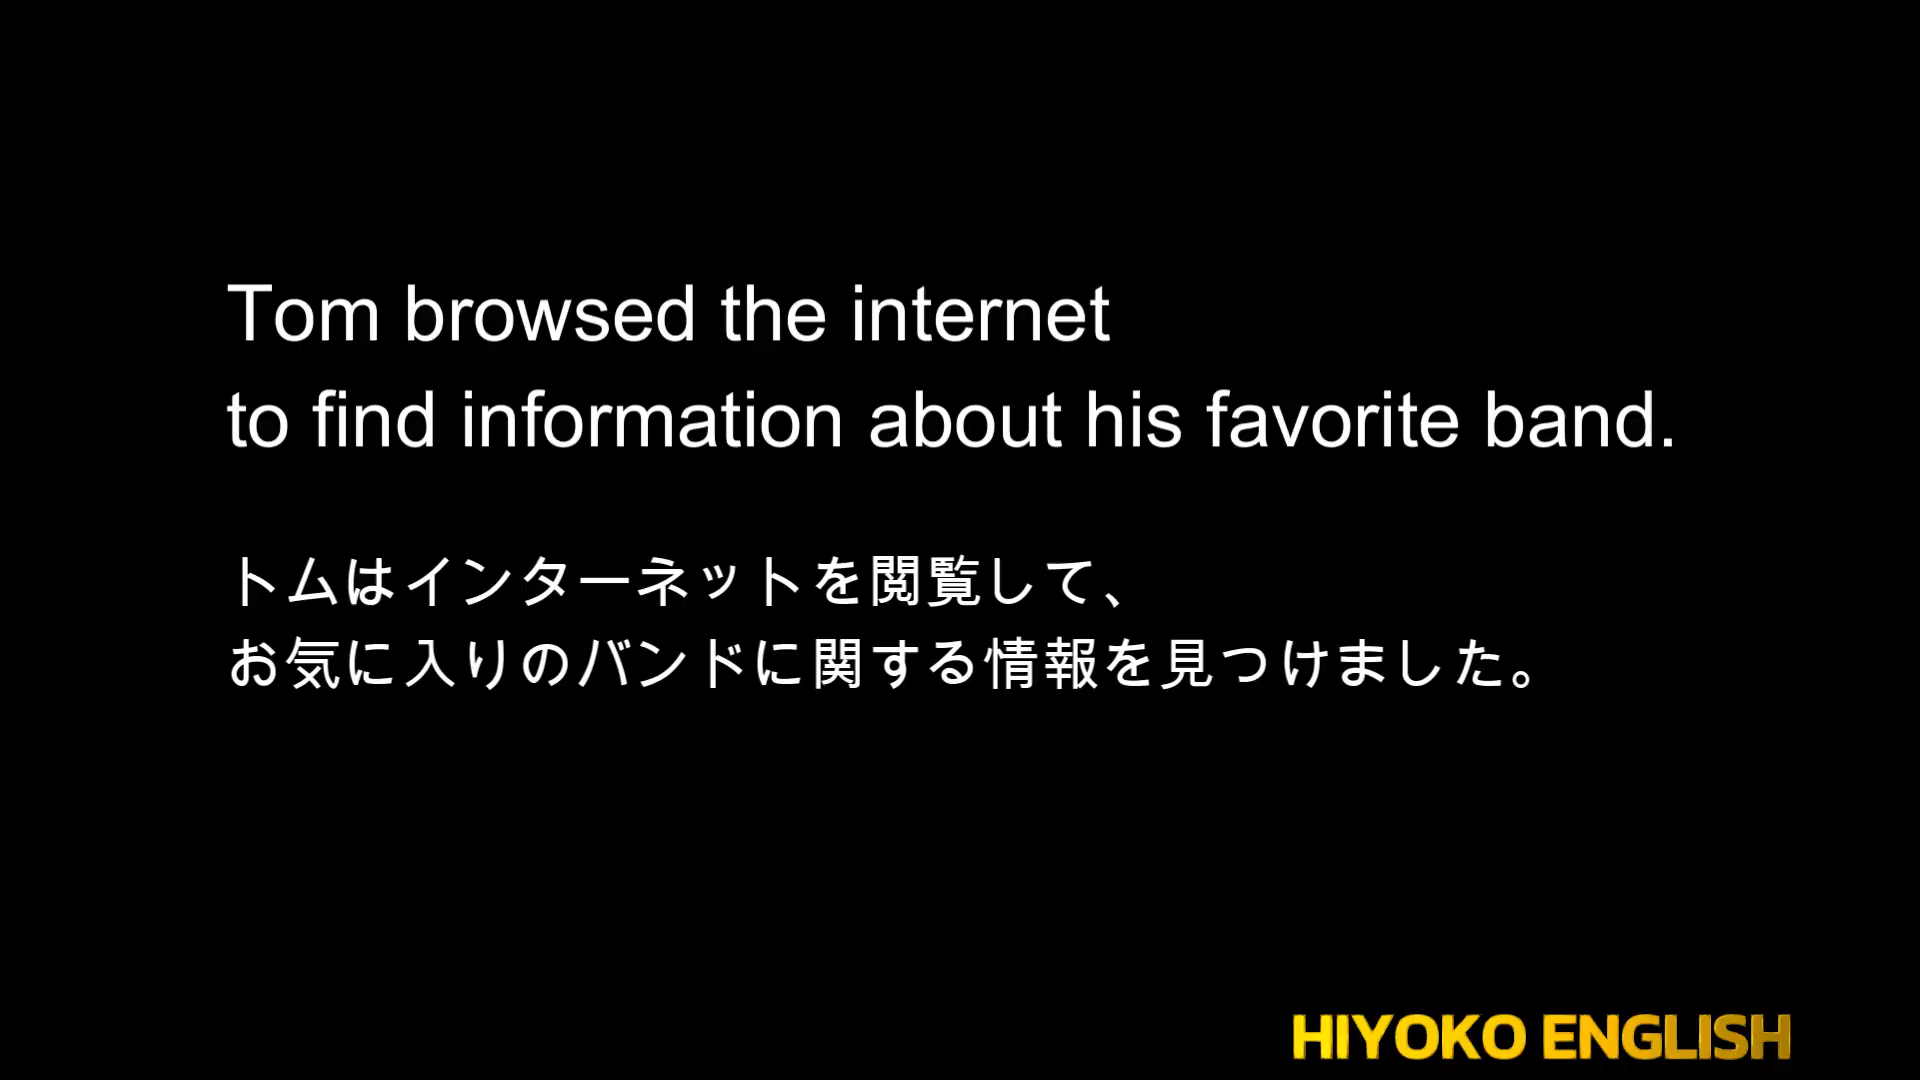 Tom browsed the internet
to find information about his favorite band.
トムはインターネットを閲覧して、
お気に入りのバンドに関する情報を見つけました。
HIYOKO ENGLISH